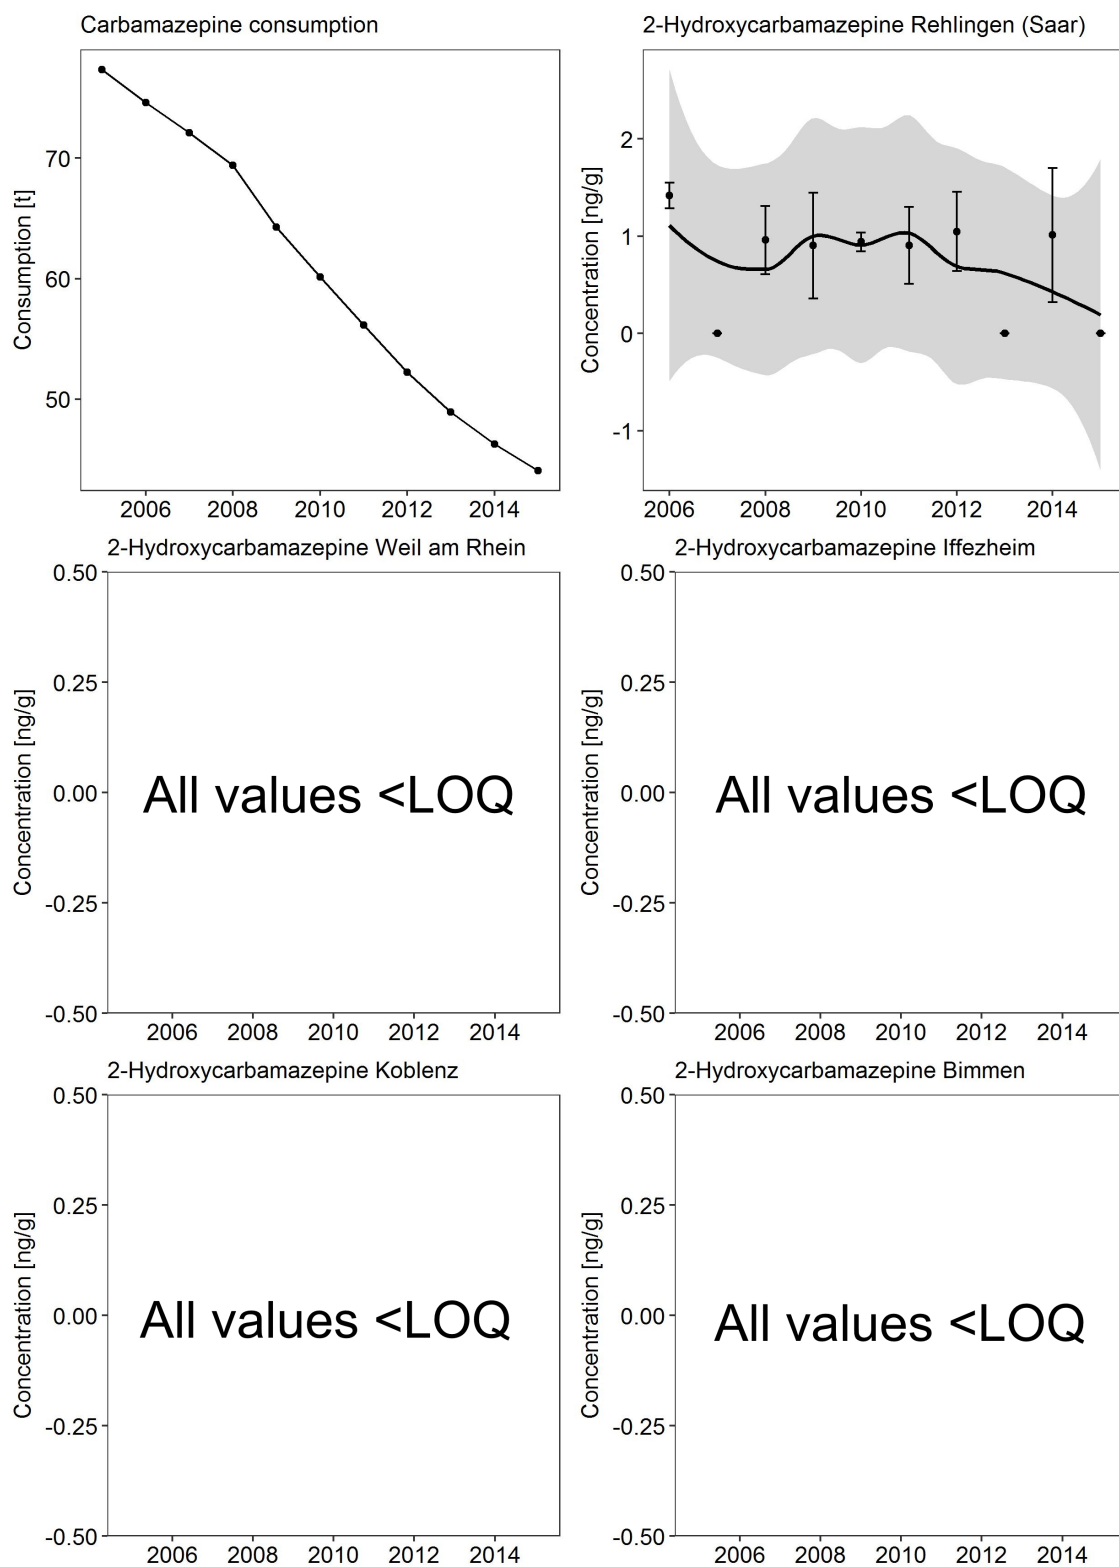 Carbamazepine consumption
Consumption [t]
70
60
50
2006 2008 2010 2012 2014
2-Hydroxycarbamazepine Rehlingen (Saar)
Concentration [ng/g]
2
1
0
-1
2006 2008 2010 2012 2014
2-Hydroxycarbamazepine Weil am Rhein
Concentration [ng/g]
0.50
0.25
0.00
-0.25
-0.50
All values <LOQ
2006 2008 2010 2012 2014
2-Hydroxycarbamazepine Iffezheim
Concentration [ng/g]
0.50
0.25
0.00
-0.25
-0.50
All values <LOQ
2006 2008 2010 2012 2014
2-Hydroxycarbamazepine Koblenz
Concentration [ng/g]
0.50
0.25
0.00
-0.25
-0.50
All values <LOQ
2006 2008 2010 2012 2014
2-Hydroxycarbamazepine Bimmen
Concentration [ng/g]
0.50
0.25
0.00
-0.25
-0.50
All values <LOQ
2006 2008 2010 2012 2014